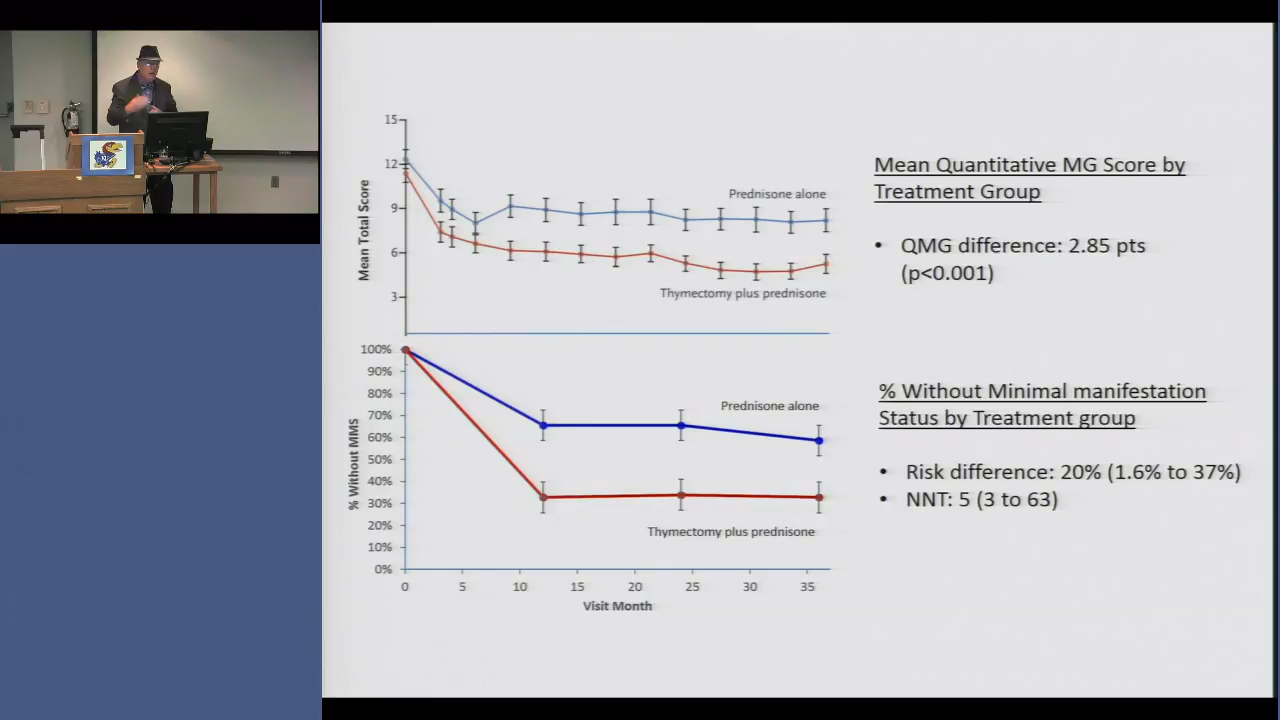 15
12
9
6
3
Mean Total Score
Prednisone alone
Thymectomy plus prednisone
Mean Quantitative MG Score by
Treatment Group
• QMG difference: 2.85 pts
(p<0.001)
100%
90%
80%
70%
60%
50%
40%
30%
20%
10%
0%
% Without MMS
Prednisone alone
Thymectomy plus prednisone
0 5 10 15 20 25 30 35
Visit Month
% Without Minimal manifestation
Status by Treatment group
• Risk difference: 20% (1.6% to 37%)
• NNT: 5 (3 to 63)